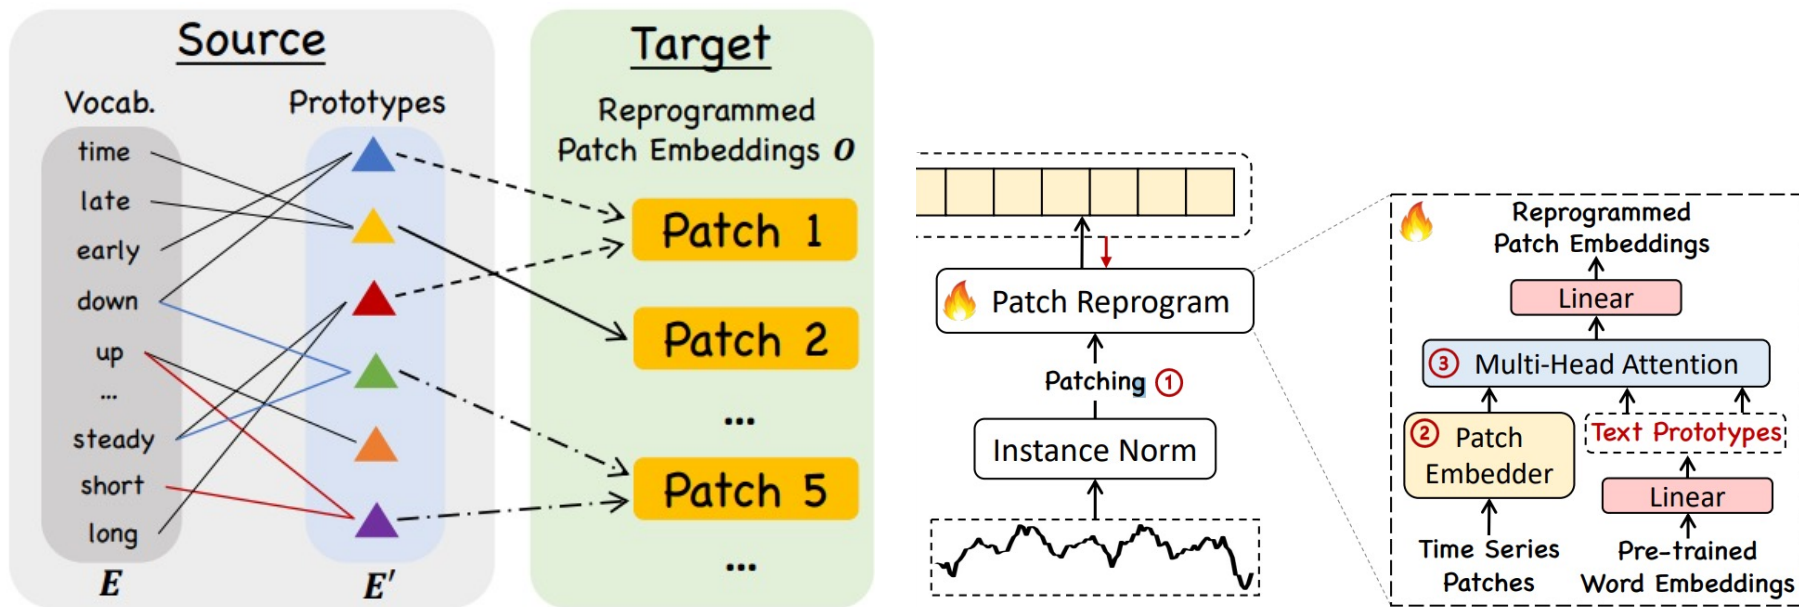 Source
Vocab.
Prototypes
time
late
early
down
up
...
steady
short
long
E
E'
Target
Reprogrammed
Patch Embeddings O
Patch 1
Patch 2
...
Patch 5
...
Patch Reprogram
Patching ①
Instance Norm
Reprogrammed
Patch Embeddings
Linear
③ Multi-Head Attention
② Patch
Embedder
Text Prototypes
Linear
Time Series
Patches
Pre-trained
Word Embeddings